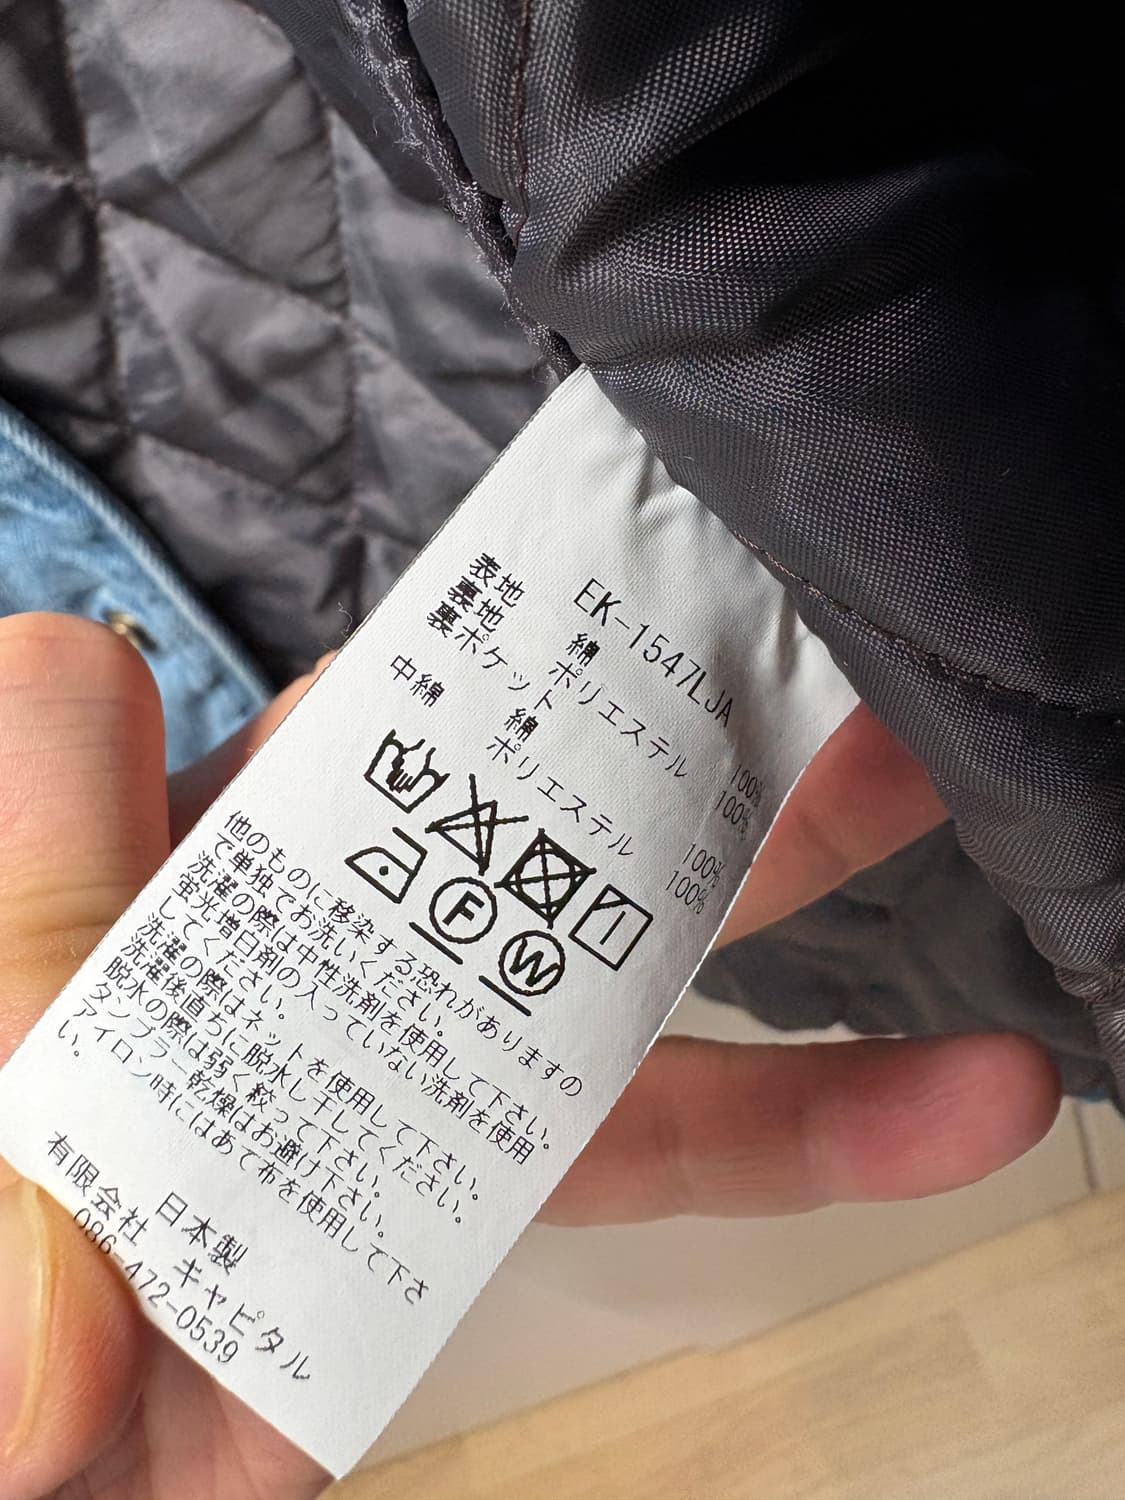 EK-1547LJA
表地 綿 100%
裏地 ポリエステル 100%
裏ポケット 綿 100%
中綿 ポリエステル 100%
F
W
他のものに移染する恐れがありますの
で単独でお洗いください。
洗濯の際は中性洗剤を使用して下さい。
蛍光増白剤の入っていない洗剤を使用
してください。
洗濯の際はネットを使用して下さい。
洗濯後直ちに脱水し干してください。
脱水の際は弱く絞って下さい。
タンブラー乾燥はお避け下さい。
アイロン時にはあて布を使用して下さ
い。
日本製
有限会社 キャピタル
086-472-0539